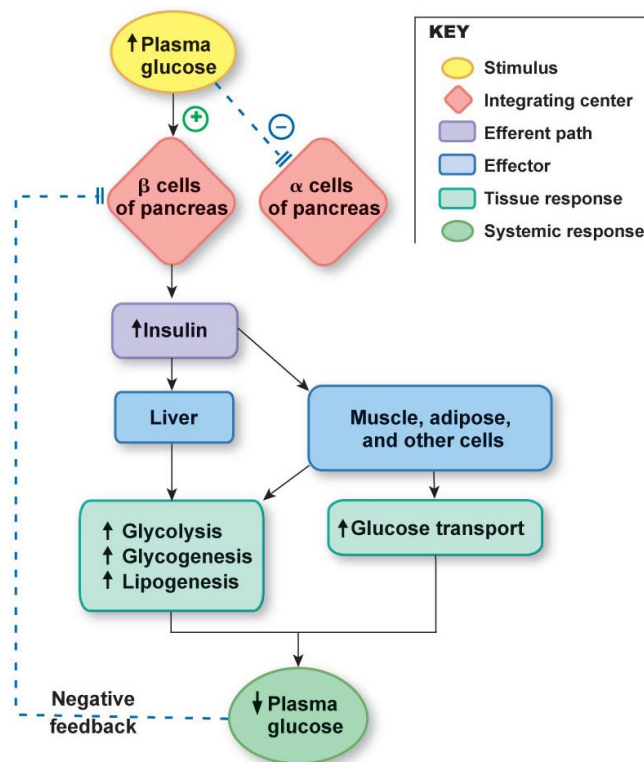 ↑ Plasma
glucose
KEY
Stimulus
Integrating center
Efferent path
Effector
Tissue response
Systemic response
+
−
β cells
of pancreas
α cells
of pancreas
↑Insulin
Liver
Muscle, adipose,
and other cells
↑ Glycolysis
↑ Glycogenesis
↑ Lipogenesis
↑Glucose transport
Negative
feedback
↓ Plasma
glucose